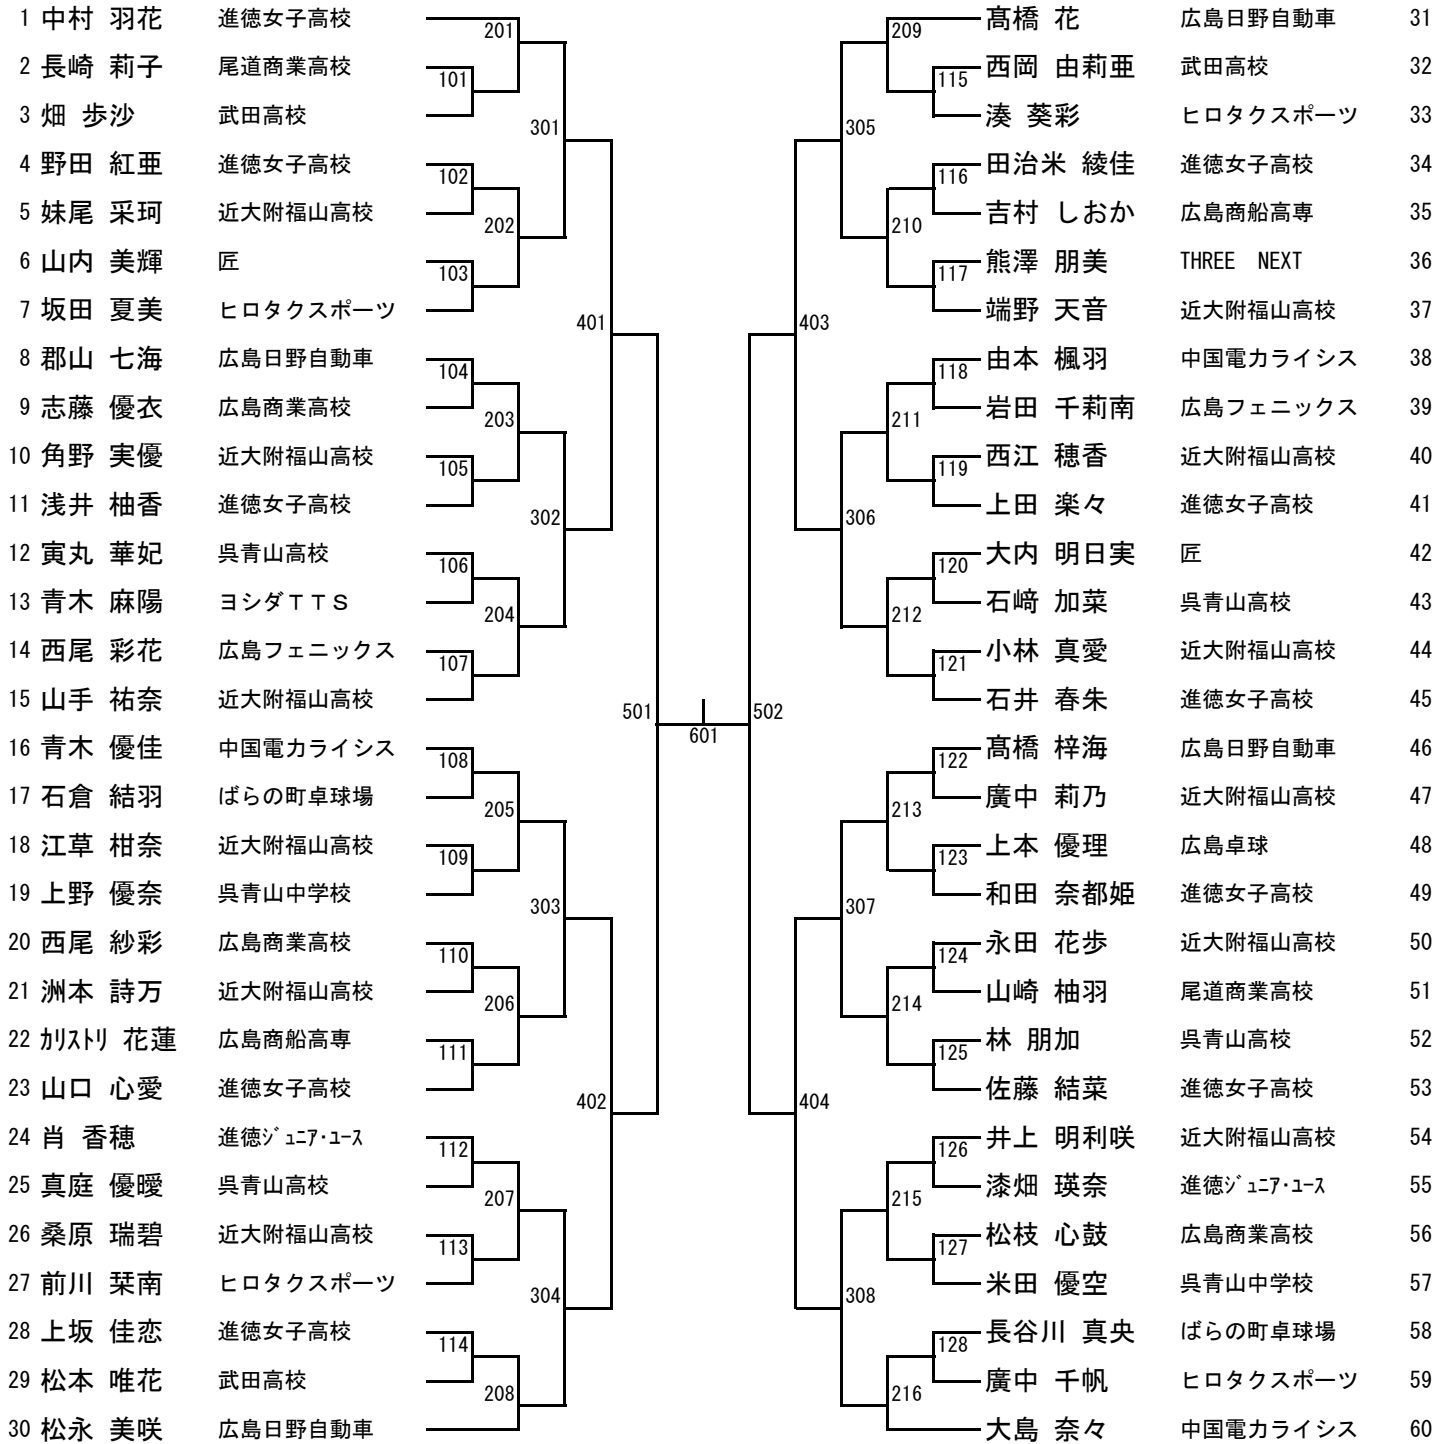 1 中村 羽花 進徳女子高校
2 長崎 莉子 尾道商業高校
3 畑 歩沙 武田高校
4 野田 紅亜 進徳女子高校
5 妹尾 采珂 近大附福山高校
6 山内 美輝 匠
7 坂田 夏美 ヒロタクスポーツ
8 郡山 七海 広島日野自動車
9 志藤 優衣 広島商業高校
10 角野 実優 近大附福山高校
11 浅井 柚香 進徳女子高校
12 寅丸 華妃 呉青山高校
13 青木 麻陽 ヨシダTTS
14 西尾 彩花 広島フェニックス
15 山手 祐奈 近大附福山高校
16 青木 優佳 中国電力ライシス
17 石倉 結羽 ばらの町卓球場
18 江草 柑奈 近大附福山高校
19 上野 優奈 呉青山中学校
20 西尾 紗彩 広島商業高校
21 洲本 詩万 近大附福山高校
22 ｶﾘｽﾄﾘ 花蓮 広島商船高専
23 山口 心愛 進徳女子高校
24 肖 香穂 進徳ｼﾞｭﾆｱ・ﾕｰｽ
25 真庭 優曖 呉青山高校
26 桑原 瑞碧 近大附福山高校
27 前川 栞南 ヒロタクスポーツ
28 上坂 佳恋 進徳女子高校
29 松本 唯花 武田高校
30 松永 美咲 広島日野自動車
201
101
301
102
202
103
401
104
203
105
302
106
204
107
501
108
205
109
303
110
206
111
402
112
207
113
304
114
208
601
209
115
305
116
210
117
403
118
211
119
306
120
212
121
502
122
213
123
307
124
214
125
404
126
215
127
308
128
216
髙橋 花 広島日野自動車 31
西岡 由莉亜 武田高校 32
湊 葵彩 ヒロタクスポーツ 33
田治米 綾佳 進徳女子高校 34
吉村 しおか 広島商船高専 35
熊澤 朋美 THREE NEXT 36
端野 天音 近大附福山高校 37
由本 楓羽 中国電力ライシス 38
岩田 千莉南 広島フェニックス 39
西江 穂香 近大附福山高校 40
上田 楽々 進徳女子高校 41
大内 明日実 匠 42
石﨑 加菜 呉青山高校 43
小林 真愛 近大附福山高校 44
石井 春朱 進徳女子高校 45
髙橋 梓海 広島日野自動車 46
廣中 莉乃 近大附福山高校 47
上本 優理 広島卓球 48
和田 奈都姫 進徳女子高校 49
永田 花歩 近大附福山高校 50
山崎 柚羽 尾道商業高校 51
林 朋加 呉青山高校 52
佐藤 結菜 進徳女子高校 53
井上 明利咲 近大附福山高校 54
漆畑 瑛奈 進徳ｼﾞｭﾆｱ・ﾕｰｽ 55
松枝 心鼓 広島商業高校 56
米田 優空 呉青山中学校 57
長谷川 真央 ばらの町卓球場 58
廣中 千帆 ヒロタクスポーツ 59
大島 奈々 中国電力ライシス 60